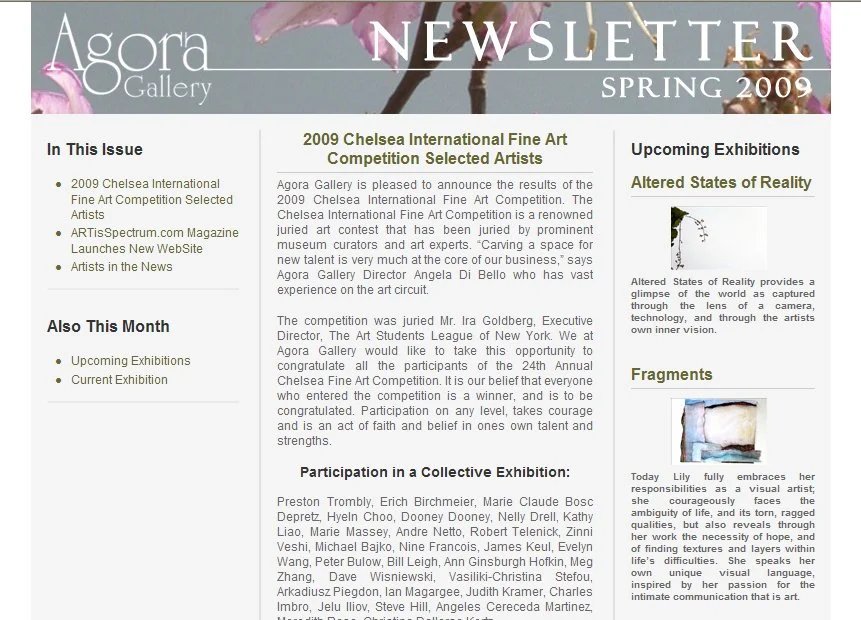 Agora
Gallery
NEWSLETTER
SPRING 2009
In This Issue
2009 Chelsea International
Fine Art Competition Selected
Artists
ARTisSpectrum.com Magazine
Launches New WebSite
Artists in the News
Also This Month
Upcoming Exhibitions
Current Exhibition
2009 Chelsea International Fine Art
Competition Selected Artists
Agora Gallery is pleased to announce the results of the
2009 Chelsea International Fine Art Competition. The
Chelsea International Fine Art Competition is a renowned
juried art contest that has been juried by prominent
museum curators and art experts. “Carving a space for
new talent is very much at the core of our business,” says
Agora Gallery Director Angela Di Bello who has vast
experience on the art circuit.
The competition was juried Mr. Ira Goldberg, Executive
Director, The Art Students League of New York. We at
Agora Gallery would like to take this opportunity to
congratulate all the participants of the 24th Annual
Chelsea Fine Art Competition. It is our belief that everyone
who entered the competition is a winner, and is to be
congratulated. Participation on any level, takes courage
and is an act of faith and belief in ones own talent and
strengths.
Participation in a Collective Exhibition:
Preston Trombly, Erich Birchmeier, Marie Claude Bosc
Depretz, Hyeln Choo, Dooney Dooney, Nelly Drell, Kathy
Liao, Marie Massey, Andre Netto, Robert Telenick, Zinni
Veshi, Michael Bajko, Nine Francois, James Keul, Evelyn
Wang, Peter Bulow, Bill Leigh, Ann Ginsburgh Hofkin, Meg
Zhang, Dave Wisniewski, Vasiliki-Christina Stefou,
Arkadiusz Piegdon, Ian Magargee, Judith Kramer, Charles
Imbro, Jelu Iliov, Steve Hill, Angeles Cereceda Martinez,
Upcoming Exhibitions
Altered States of Reality
Altered States of Reality provides a
glimpse of the world as captured
through the lens of a camera,
technology, and through the artists
own inner vision.
Fragments
Today Lily fully embraces her
responsibilities as a visual artist;
she courageously faces the
ambiguity of life, and its torn, ragged
qualities, but also reveals through
her work the necessity of hope, and
of finding textures and layers within
life's difficulties. She speaks her
own unique visual language,
inspired by her passion for the
intimate communication that is art.